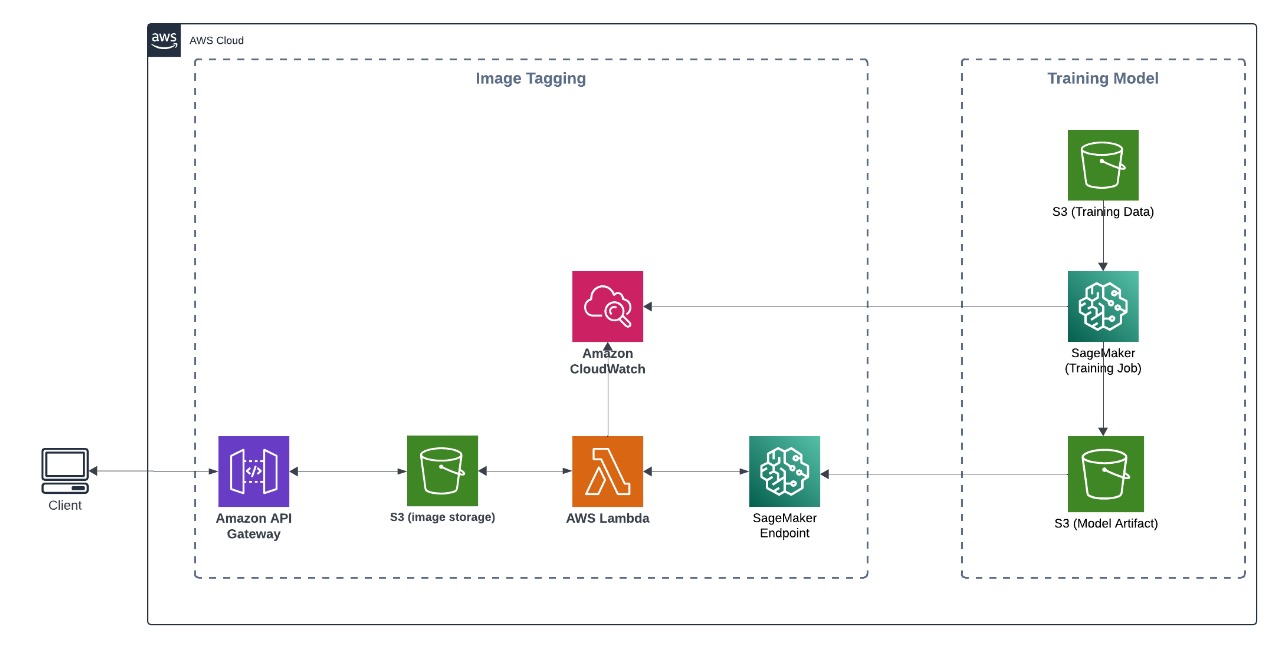 aws
AWS Cloud
Image Tagging
Training Model
S3 (Training Data)
Amazon
CloudWatch
SageMaker
(Training Job)
Client
Amazon API
Gateway
S3 (image storage)
AWS Lambda
SageMaker
Endpoint
S3 (Model Artifact)